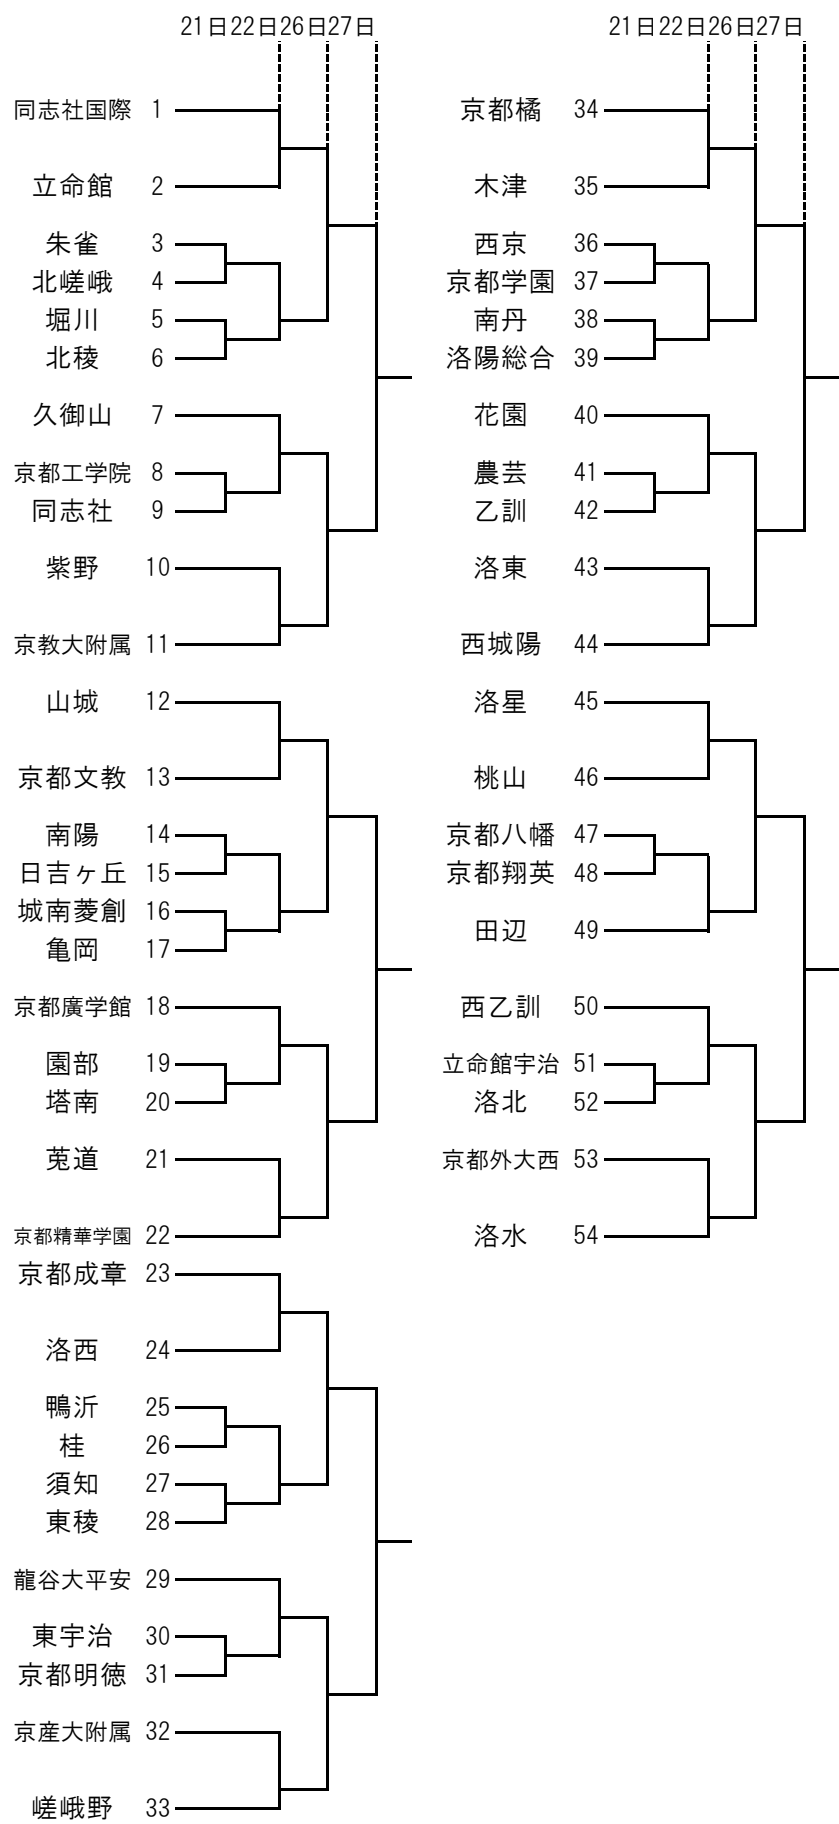 21日22日26日27日
同志社国際 1
立命館 2
朱雀 3
北嵯峨 4
堀川 5
北稜 6
久御山 7
京都工学院 8
同志社 9
紫野 10
京教大附属 11
山城 12
京都文教 13
南陽 14
日吉ヶ丘 15
城南菱創 16
亀岡 17
京都廣学館 18
園部 19
塔南 20
莵道 21
京都精華学園 22
京都成章 23
洛西 24
鴨沂 25
桂 26
須知 27
東稜 28
龍谷大平安 29
東宇治 30
京都明徳 31
京産大附属 32
嵯峨野 33
21日22日26日27日
京都橘 34
木津 35
西京 36
京都学園 37
南丹 38
洛陽総合 39
花園 40
農芸 41
乙訓 42
洛東 43
西城陽 44
洛星 45
桃山 46
京都八幡 47
京都翔英 48
田辺 49
西乙訓 50
立命館宇治 51
洛北 52
京都外大西 53
洛水 54